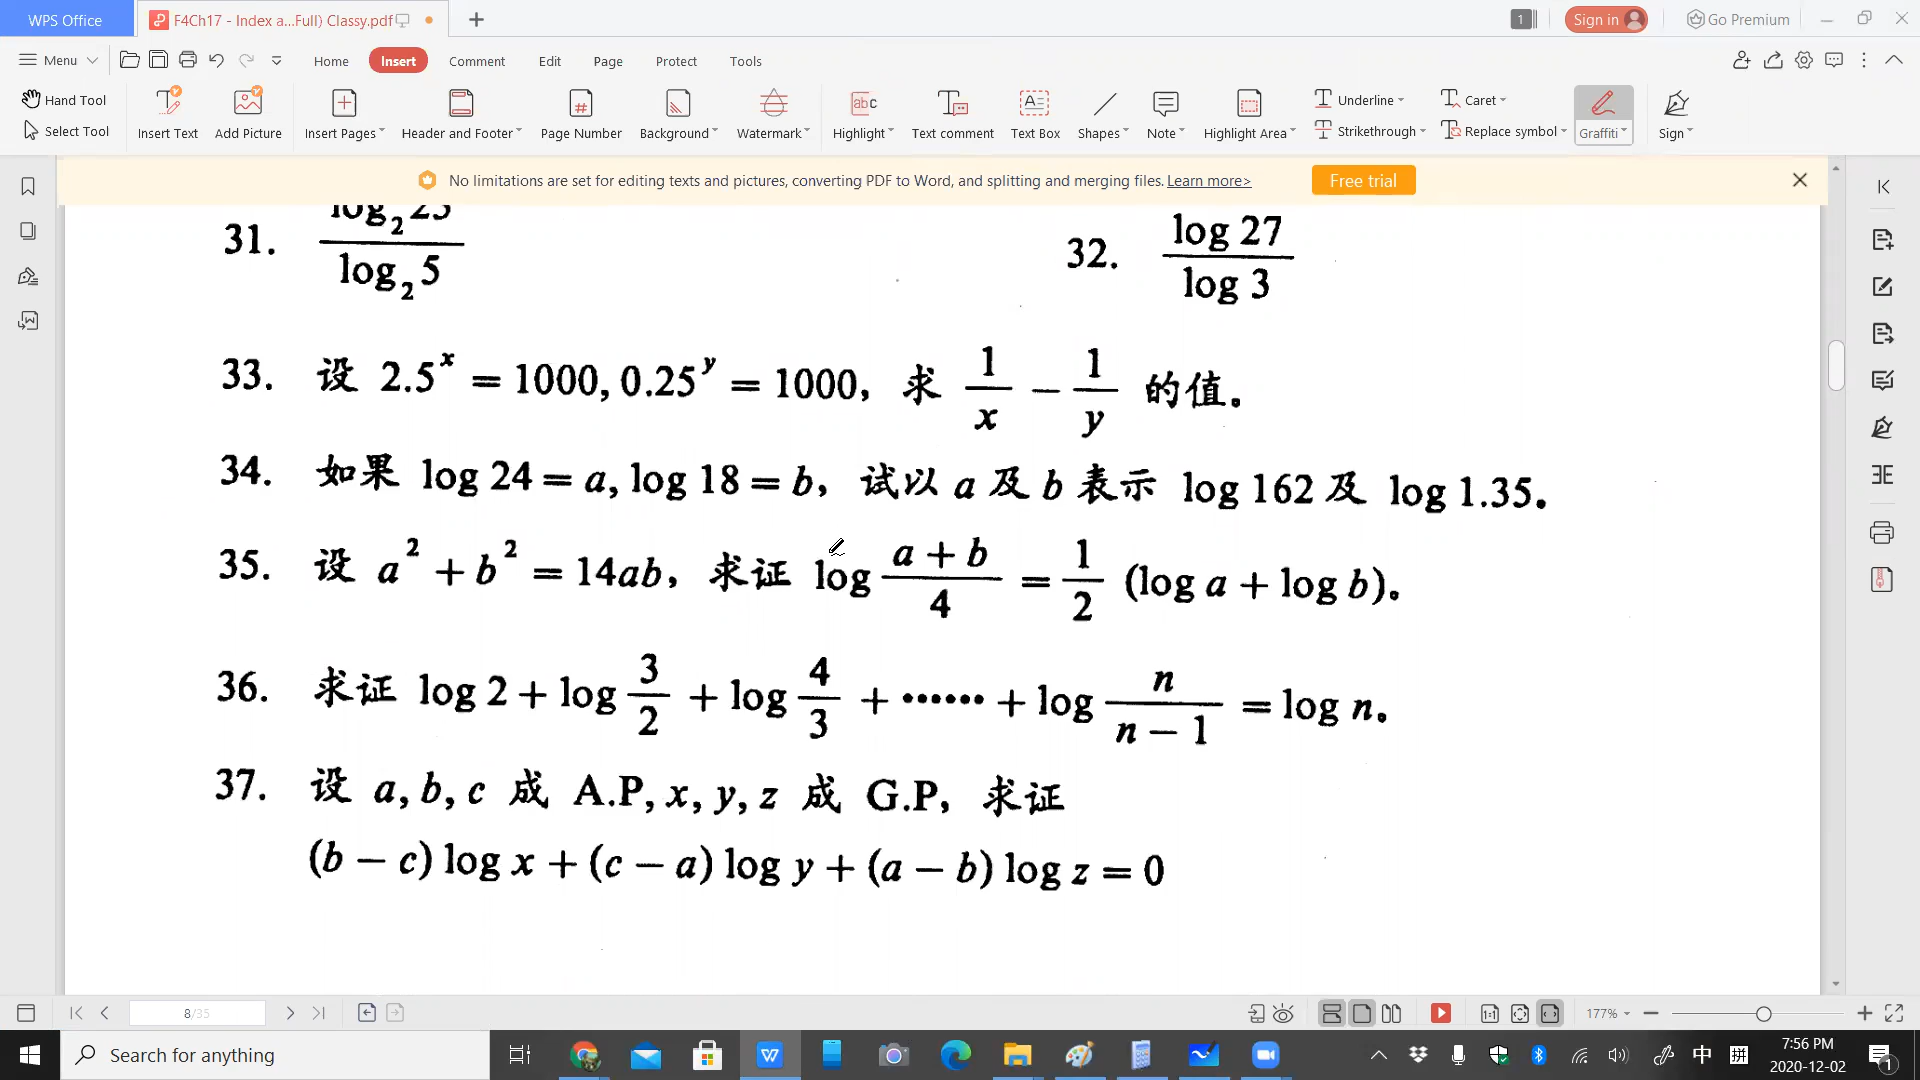 WPS Office
F4Ch17 - Index a...Full) Classy.pdf
1
Sign in
Go Premium
Menu
Home
Insert
Comment
Edit
Page
Protect
Tools
Hand Tool
Select Tool
Insert Text
Add Picture
Insert Pages
Header and Footer
Page Number
Background
Watermark
Highlight
Text comment
Text Box
Shapes
Note
Highlight Area
Underline
Strikethrough
Caret
Replace symbol
Graffiti
Sign
No limitations are set for editing texts and pictures, converting PDF to Word, and splitting and merging files. Learn more>
Free trial
31. log₂ 25 / log₂ 5
32. log 27 / log 3
33. 设 2.5ˣ = 1000, 0.25ʸ = 1000, 求 1/x − 1/y 的值。
34. 如果 log 24 = a, log 18 = b, 试以 a 及 b 表示 log 162 及 log 1.35。
35. 设 a² + b² = 14ab, 求证 log (a + b)/4 = 1/2 (log a + log b)。
36. 求证 log 2 + log 3/2 + log 4/3 + ······ + log n/(n − 1) = log n。
37. 设 a, b, c 成 A.P, x, y, z 成 G.P, 求证
(b − c) log x + (c − a) log y + (a − b) log z = 0
8/35
177%
Search for anything
中
拼
7:56 PM
2020-12-02
1